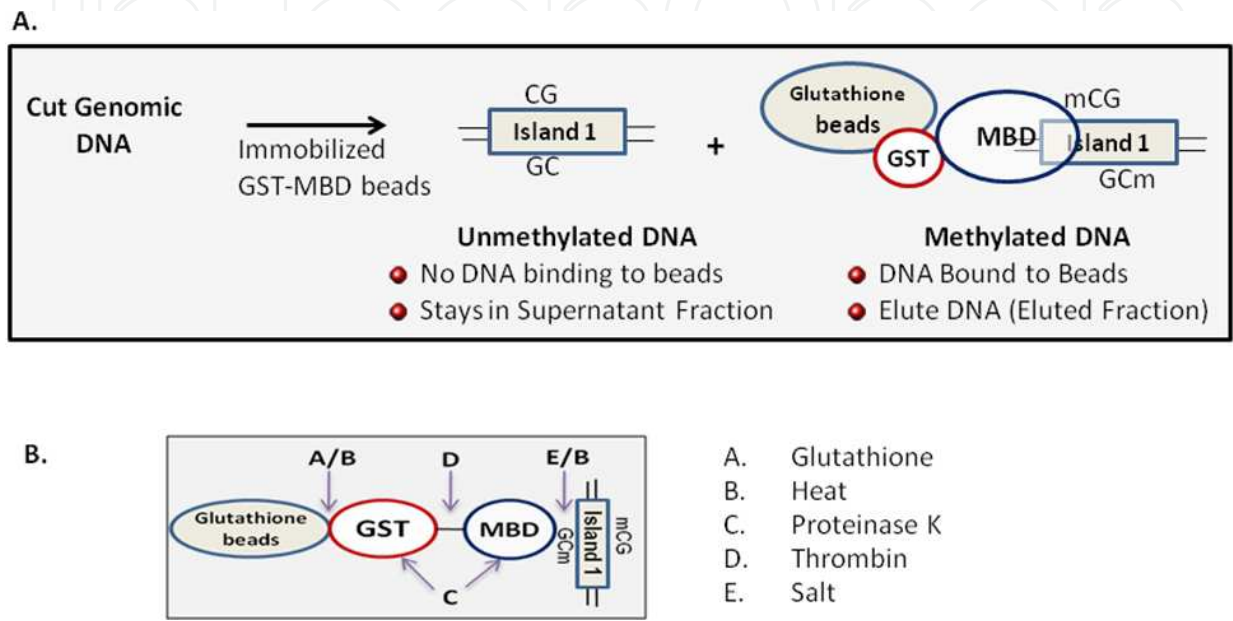 A.
Cut Genomic
DNA
Immobilized
GST-MBD beads
CG
Island 1
GC
+
Glutathione
beads
GST
MBD
mCG
Island 1
GCm
Unmethylated DNA
No DNA binding to beads
Stays in Supernatant Fraction
Methylated DNA
DNA Bound to Beads
Elute DNA (Eluted Fraction)
B.
A/B
D
E/B
Glutathione
beads
GST
MBD
GCm
Island 1
mCG
C
A. Glutathione
B. Heat
C. Proteinase K
D. Thrombin
E. Salt